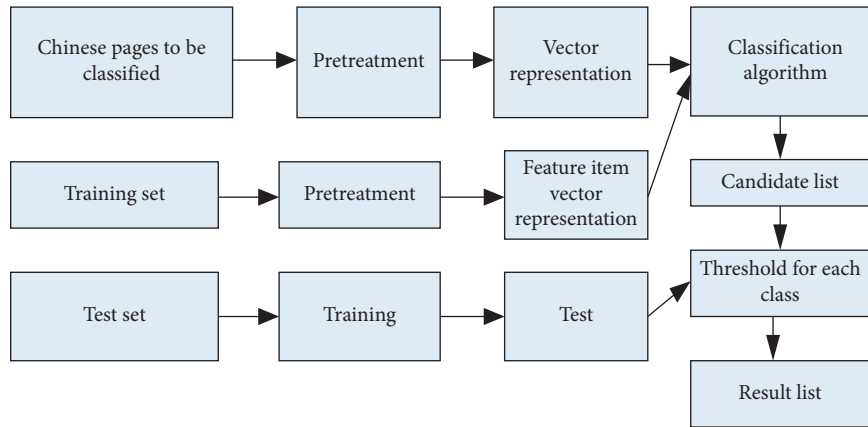 Chinese pages to be
classified
Pretreatment
Vector
representation
Classification
algorithm
Training set
Pretreatment
Feature item
vector
representation
Candidate list
Test set
Training
Test
Threshold for each
class
Result list